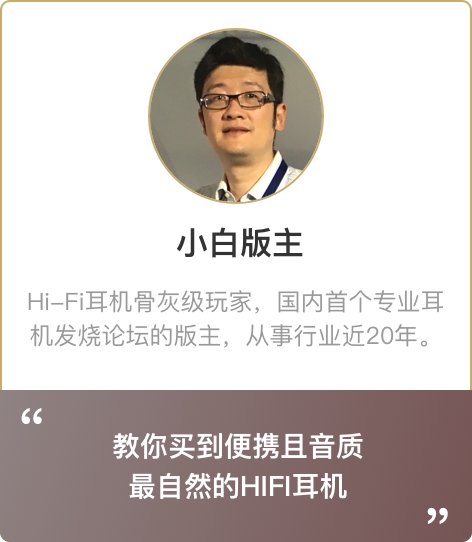 小白版主
Hi-Fi耳机骨灰级玩家，国内首个专业耳
机发烧论坛的版主，从事行业近20年。
“
教你买到便携且音质
最自然的HIFI耳机
”